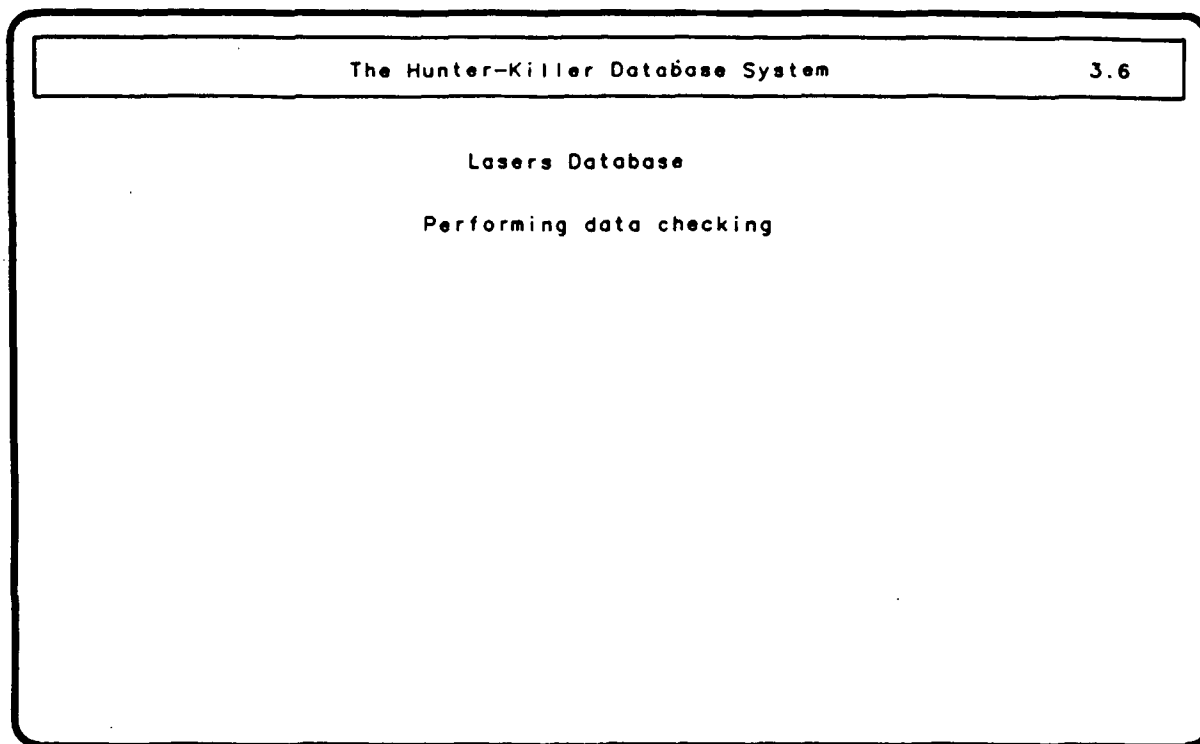 The Hunter-Killer Database System 3.6
Lasers Database
Performing data checking